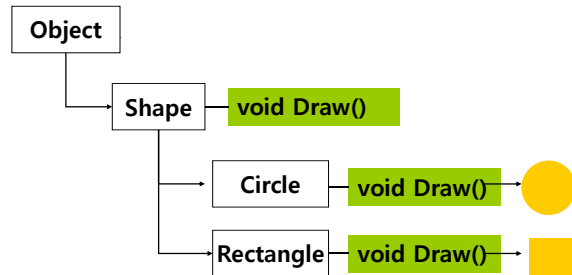 Object
Shape
void Draw()
Circle
void Draw()
Rectangle
void Draw()